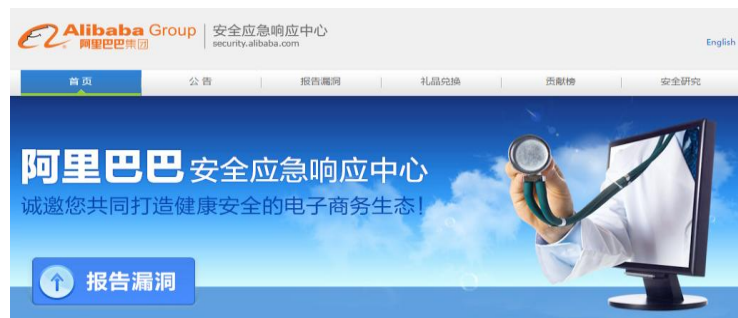 Alibaba Group
阿里巴巴集团
安全应急响应中心
security.alibaba.com
English
首页
公告
报告漏洞
礼品兑换
贡献榜
安全研究
阿里巴巴安全应急响应中心
诚邀您共同打造健康安全的电子商务生态!
报告漏洞